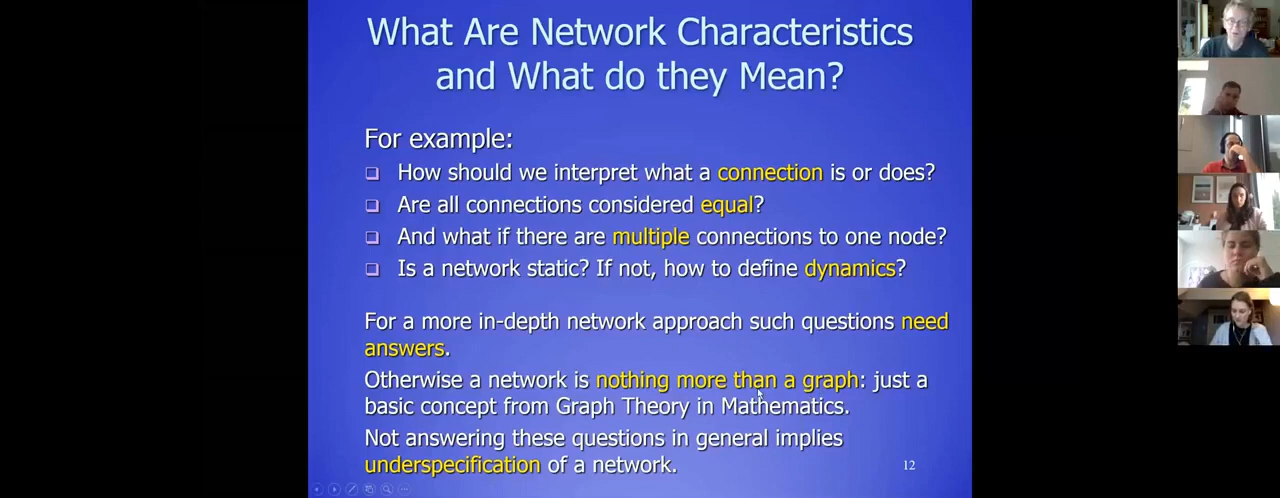 What Are Network Characteristics
and What do they Mean?
For example:
How should we interpret what a connection is or does?
Are all connections considered equal?
And what if there are multiple connections to one node?
Is a network static? If not, how to define dynamics?
For a more in-depth network approach such questions need
answers.
Otherwise a network is nothing more than a graph: just a
basic concept from Graph Theory in Mathematics.
Not answering these questions in general implies
underspecification of a network.
12